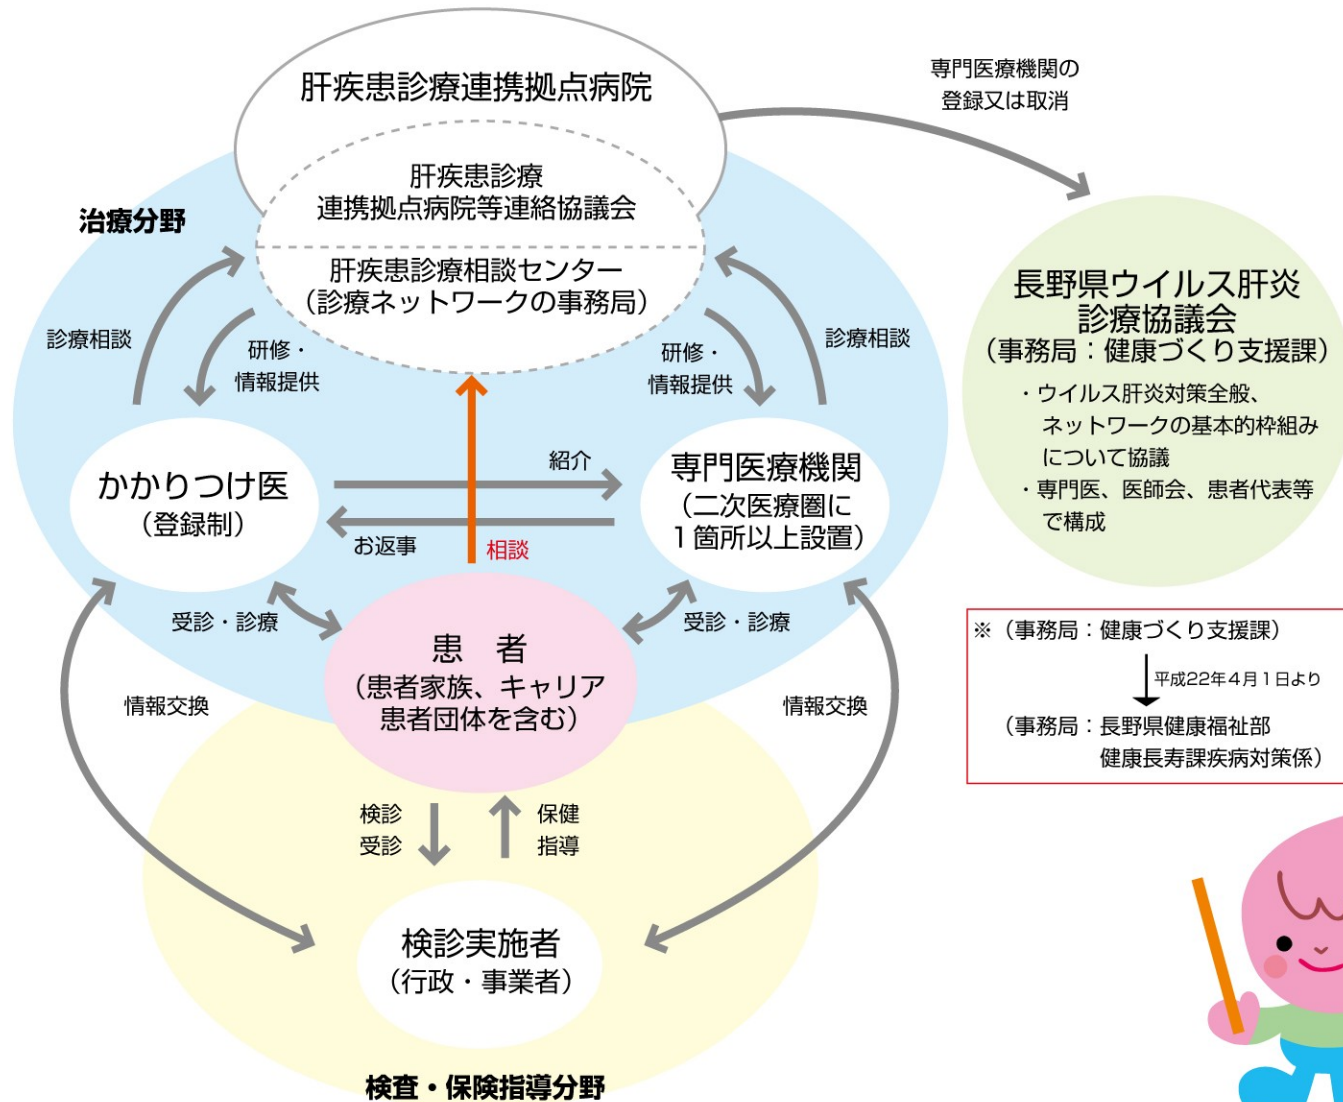 肝疾患診療連携拠点病院
専門医療機関の
登録又は取消
肝疾患診療
連携拠点病院等連絡協議会
治療分野
肝疾患診療相談センター
（診療ネットワークの事務局）
診療相談
研修・
情報提供
研修・
情報提供
診療相談
長野県ウイルス肝炎
診療協議会
（事務局：健康づくり支援課）
・ウイルス肝炎対策全般、
ネットワークの基本的枠組み
について協議
・専門医、医師会、患者代表等
で構成
かかりつけ医
（登録制）
紹介
お返事
相談
専門医療機関
（二次医療圏に
１箇所以上設置）
受診・診療
受診・診療
患　者
（患者家族、キャリア
患者団体を含む）
情報交換
情報交換
※（事務局：健康づくり支援課）
平成22年４月１日より
（事務局：長野県健康福祉部
健康長寿課疾病対策係）
検診
受診
保健
指導
検診実施者
（行政・事業者）
検査・保険指導分野